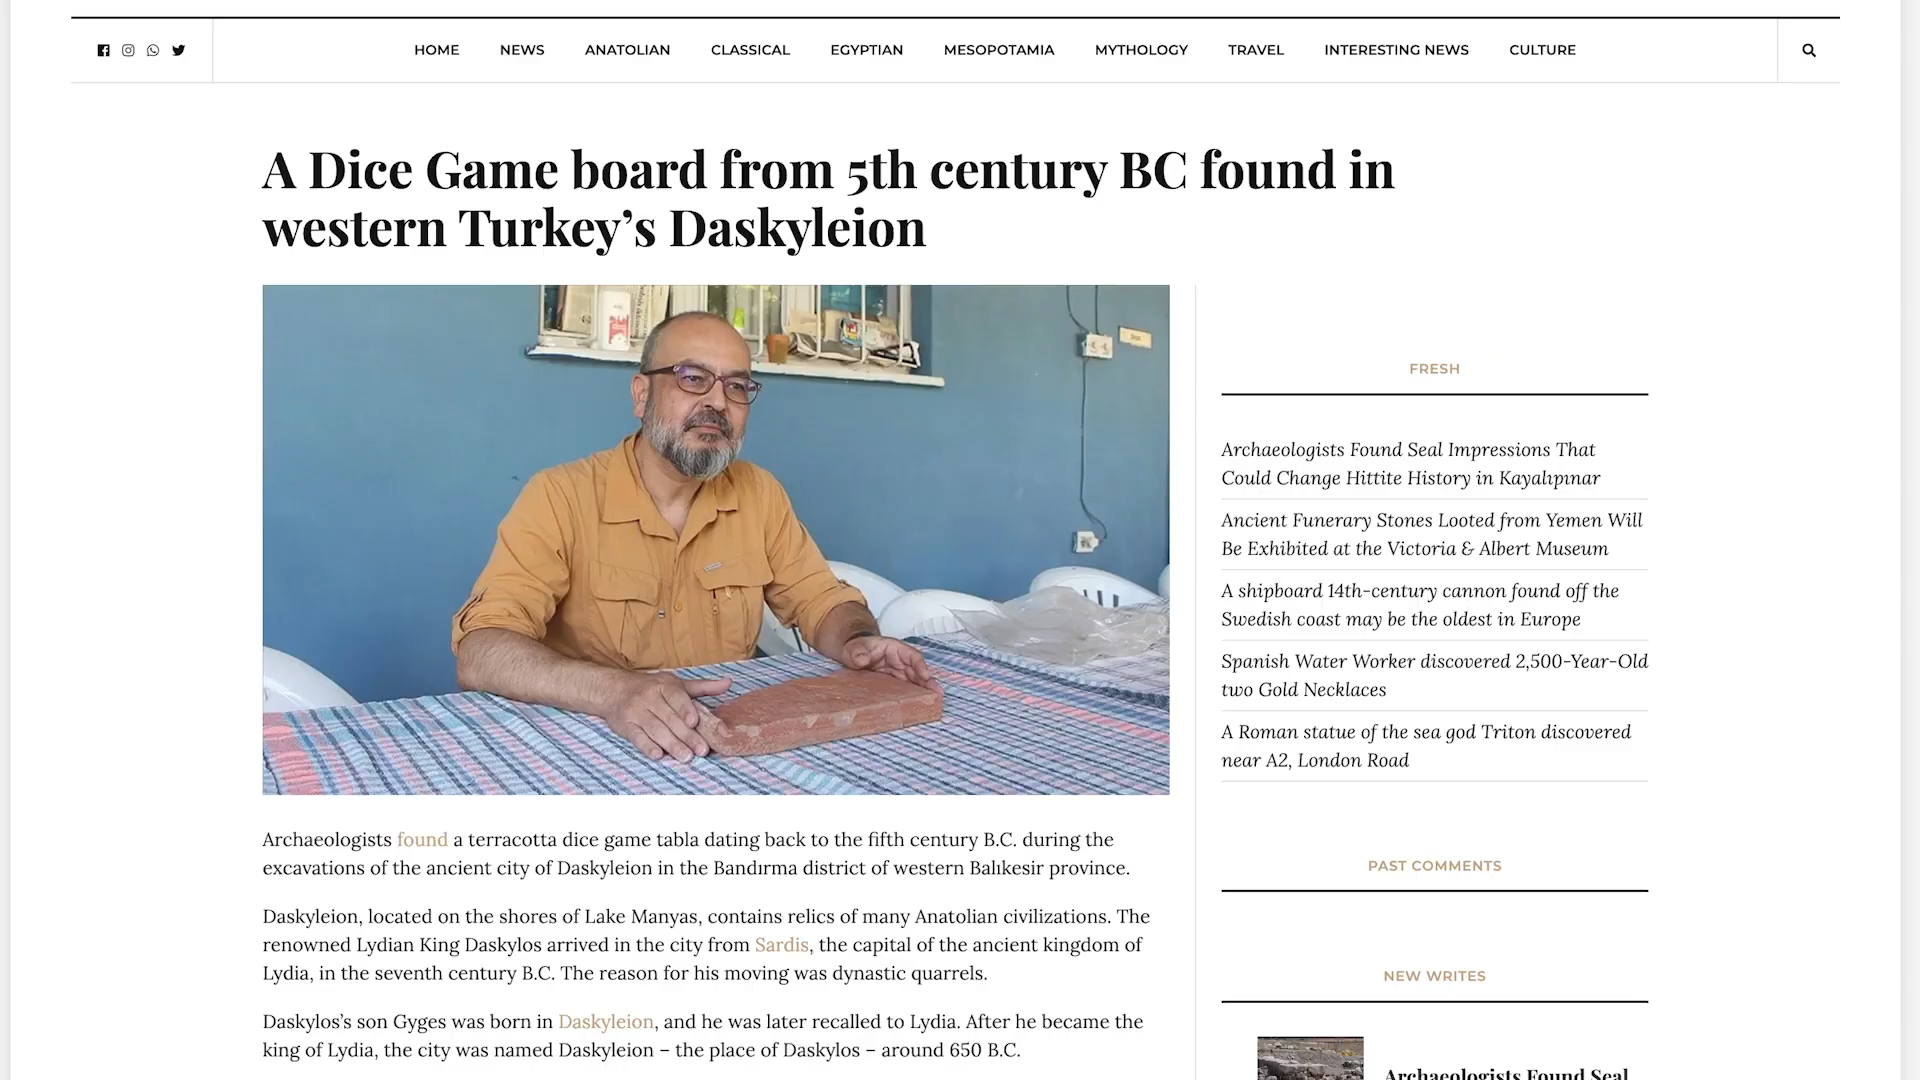 HOME NEWS ANATOLIAN CLASSICAL EGYPTIAN MESOPOTAMIA MYTHOLOGY TRAVEL INTERESTING NEWS CULTURE
A Dice Game board from 5th century BC found in
western Turkey’s Daskyleion
FRESH
Archaeologists Found Seal Impressions That
Could Change Hittite History in Kayalıpınar
Ancient Funerary Stones Looted from Yemen Will
Be Exhibited at the Victoria & Albert Museum
A shipboard 14th-century cannon found off the
Swedish coast may be the oldest in Europe
Spanish Water Worker discovered 2,500-Year-Old
two Gold Necklaces
A Roman statue of the sea god Triton discovered
near A2, London Road
Archaeologists found a terracotta dice game tabla dating back to the fifth century B.C. during the
excavations of the ancient city of Daskyleion in the Bandırma district of western Balıkesir province.
Daskyleion, located on the shores of Lake Manyas, contains relics of many Anatolian civilizations. The
renowned Lydian King Daskylos arrived in the city from Sardis, the capital of the ancient kingdom of
Lydia, in the seventh century B.C. The reason for his moving was dynastic quarrels.
Daskylos’s son Gyges was born in Daskyleion, and he was later recalled to Lydia. After he became the
king of Lydia, the city was named Daskyleion – the place of Daskylos – around 650 B.C.
PAST COMMENTS
NEW WRITES
Archaeologists Found Seal